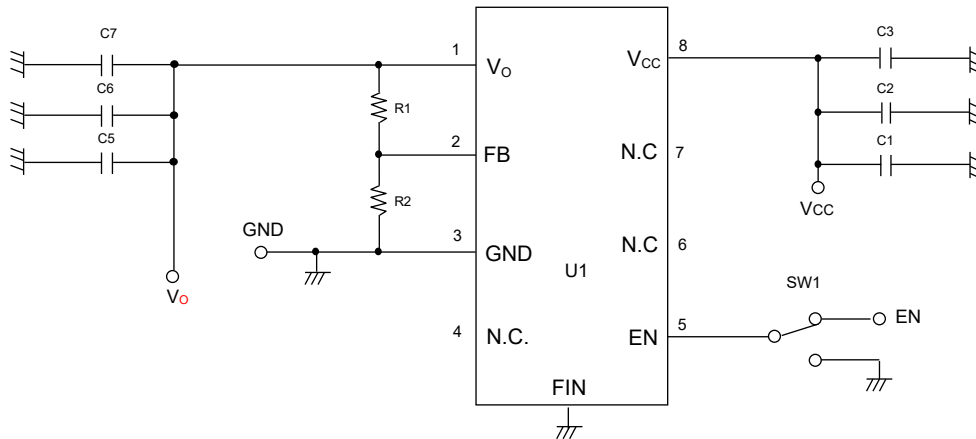 C7
C6
C5
VO
R1
R2
GND
1
2
3
4
VO
FB
GND
N.C.
U1
FIN
VCC
N.C
N.C
EN
8
7
6
5
C3
C2
C1
VCC
SW1
EN